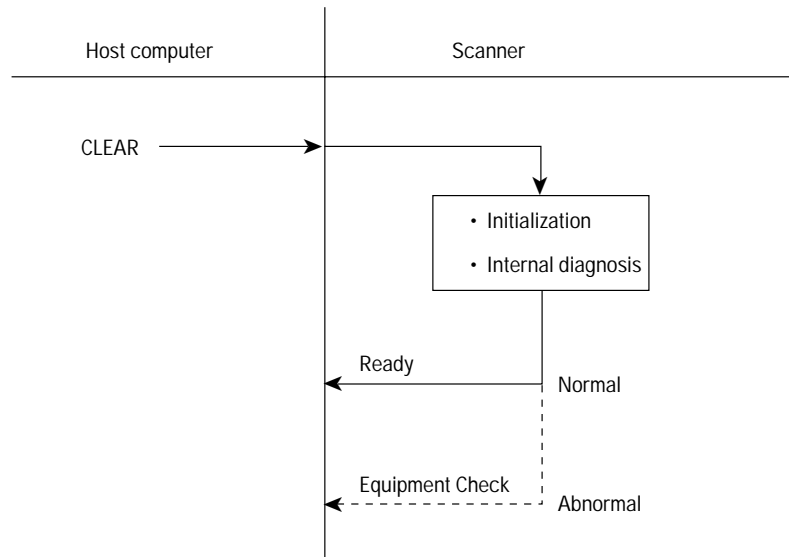 Host computer
Scanner
CLEAR
• Initialization
• Internal diagnosis
Ready
Normal
Equipment Check
Abnormal